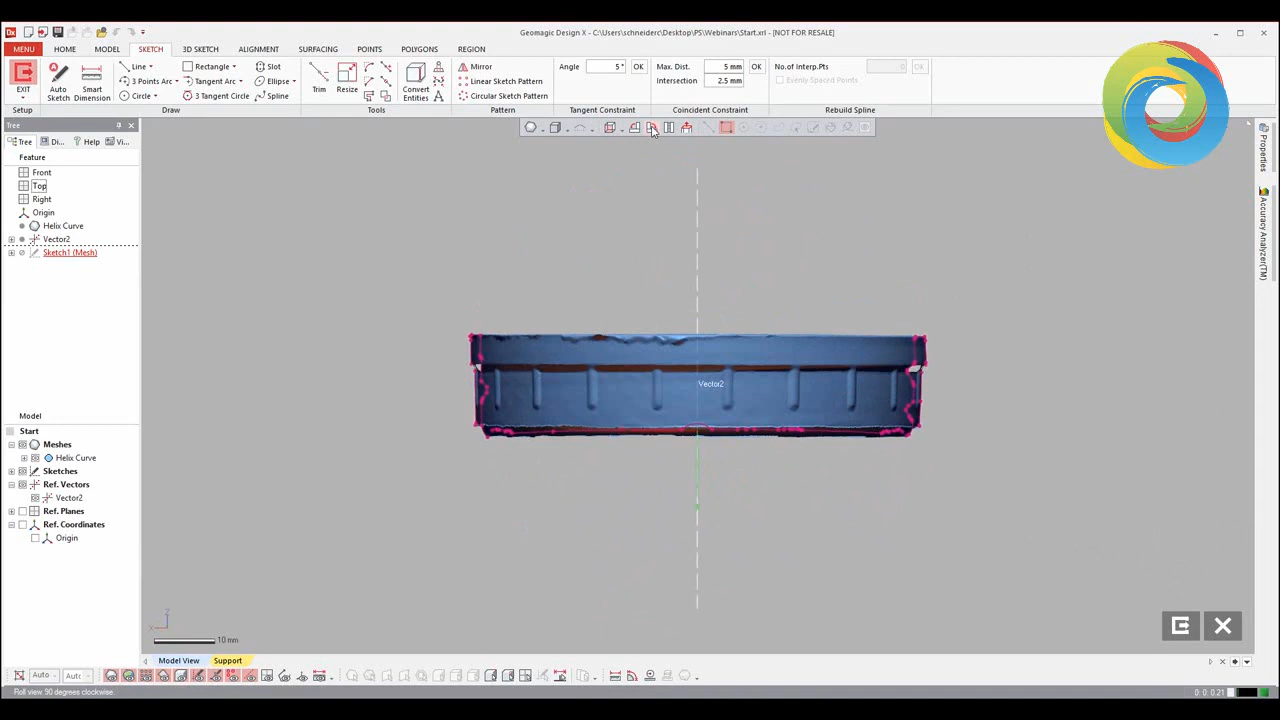 Geomagic Design X - C:\Users\schneiderc\Desktop\PS\Webinars\Start.xrl - [NOT FOR RESALE]
MENU HOME MODEL SKETCH 3D SKETCH ALIGNMENT SURFACING POINTS POLYGONS REGION
Line Rectangle Slot Mirror Angle 5° OK Max. Dist. 5 mm OK No.of Interp.Pts 0 OK
3 Points Arc Tangent Arc Ellipse Linear Sketch Pattern Intersection 2.5 mm Evenly Spaced Points
EXIT Auto Sketch Smart Dimension Circle 3 Tangent Circle Spline Trim Resize Convert Entities Circular Sketch Pattern
Setup Draw Tools Pattern Tangent Constraint Coincident Constraint Rebuild Spline
Tree
Tree Di... Help Vi...
Feature
Front
Top
Right
Origin
Helix Curve
Vector2
Sketch1 (Mesh)
Properties
Accuracy Analyzer(TM)
Vector2
Model
Start
Meshes
Helix Curve
Sketches
Ref. Vectors
Vector2
Ref. Planes
Ref. Coordinates
Origin
Z
X
10 mm
Model View Support
Auto Aut
Roll view 90 degrees clockwise
0: 0: 0.21